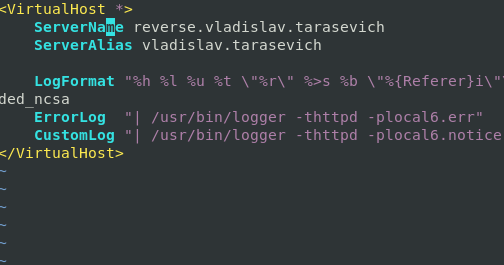 <VirtualHost *>
ServerName reverse.vladislav.tarasevich
ServerAlias vladislav.tarasevich
LogFormat "%h %l %u %t \"%r\" %>s %b \"%{Referer}i\"
ded_ncsa
ErrorLog "| /usr/bin/logger -thttpd -plocal6.err"
CustomLog "| /usr/bin/logger -thttpd -plocal6.notice
</VirtualHost>
~
~
~
~
~
~